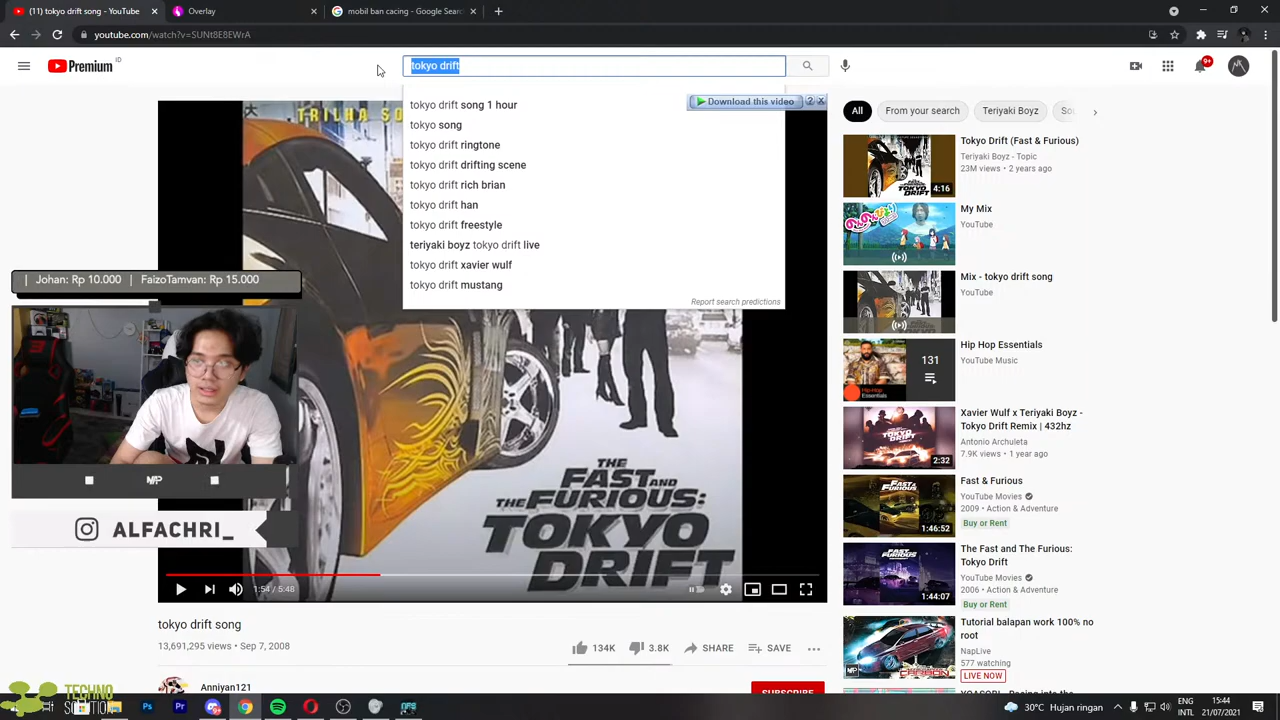 (11) tokyo drift song - YouTube
Overlay
mobil ban cacing - Google Sear
youtube.com/watch?v=SUNt8E8EWrA
Premium ID
tokyo drift
9+
tokyo drift song 1 hour
tokyo song
tokyo drift ringtone
tokyo drift drifting scene
tokyo drift rich brian
tokyo drift han
tokyo drift freestyle
teriyaki boyz tokyo drift live
tokyo drift xavier wulf
tokyo drift mustang
Report search predictions
Download this video ? X
TRILHA SO
| Johan: Rp 10.000 | FaizoTamvan: Rp 15.000
ALFACHRI_
THE
FAST AND
THE FURIOUS:
TOKYO
DRIFT
1:54 / 5:48
tokyo drift song
13,691,295 views • Sep 7, 2008
134K
3.8K
SHARE
SAVE
Anniyan121
SUBSCRIBE
All
From your search
Teriyaki Boyz
Tokyo Drift (Fast & Furious)
Teriyaki Boyz - Topic
23M views • 2 years ago
4:16
My Mix
YouTube
Mix - tokyo drift song
YouTube
Hip Hop Essentials
YouTube Music
131
Xavier Wulf x Teriyaki Boyz -
Tokyo Drift Remix | 432hz
Antonio Archuleta
7.9K views • 1 year ago
2:32
Fast & Furious
YouTube Movies
2009 • Action & Adventure
Buy or Rent
1:46:52
The Fast and The Furious:
Tokyo Drift
YouTube Movies
2006 • Action & Adventure
Buy or Rent
1:44:07
Tutorial balapan work 100% no
root
NapLive
577 watching
LIVE NOW
TECHNO
SOLUTION
30°C Hujan ringan
ENG
INTL
15:44
21/07/2021